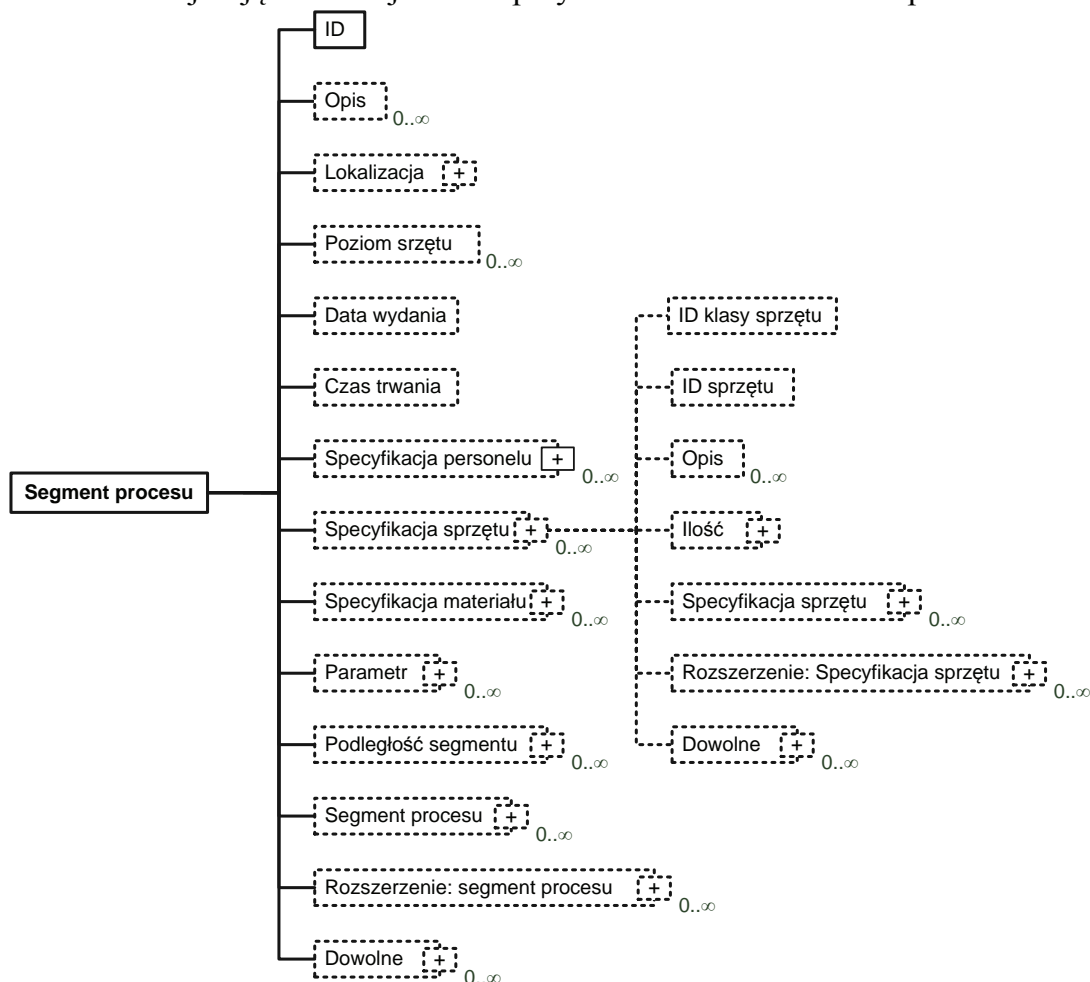 ID
Opis
0..∞
Lokalizacja +
Poziom srzętu
0..∞
Data wydania
Czas trwania
Specyfikacja personelu +
0..∞
Segment procesu
Specyfikacja sprzętu +
0..∞
Specyfikacja materiału +
0..∞
Parametr +
0..∞
Podległość segmentu +
0..∞
Segment procesu +
0..∞
Rozszerzenie: segment procesu +
0..∞
Dowolne +
0..∞
ID klasy sprzętu
ID sprzętu
Opis
0..∞
Ilość +
Specyfikacja sprzętu +
0..∞
Rozszerzenie: Specyfikacja sprzętu +
0..∞
Dowolne +
0..∞